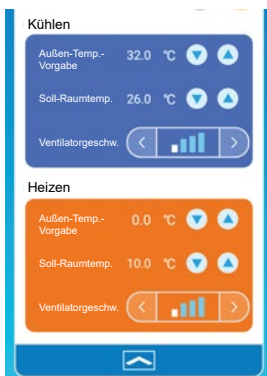 Kühlen
Außen-Temp.-
Vorgabe
32.0 °C
Soll-Raumtemp. 26.0 °C
Ventilatorgeschw.
Heizen
Außen-Temp.-
Vorgabe
0.0 °C
Soll-Raumtemp. 10.0 °C
Ventilatorgeschw.